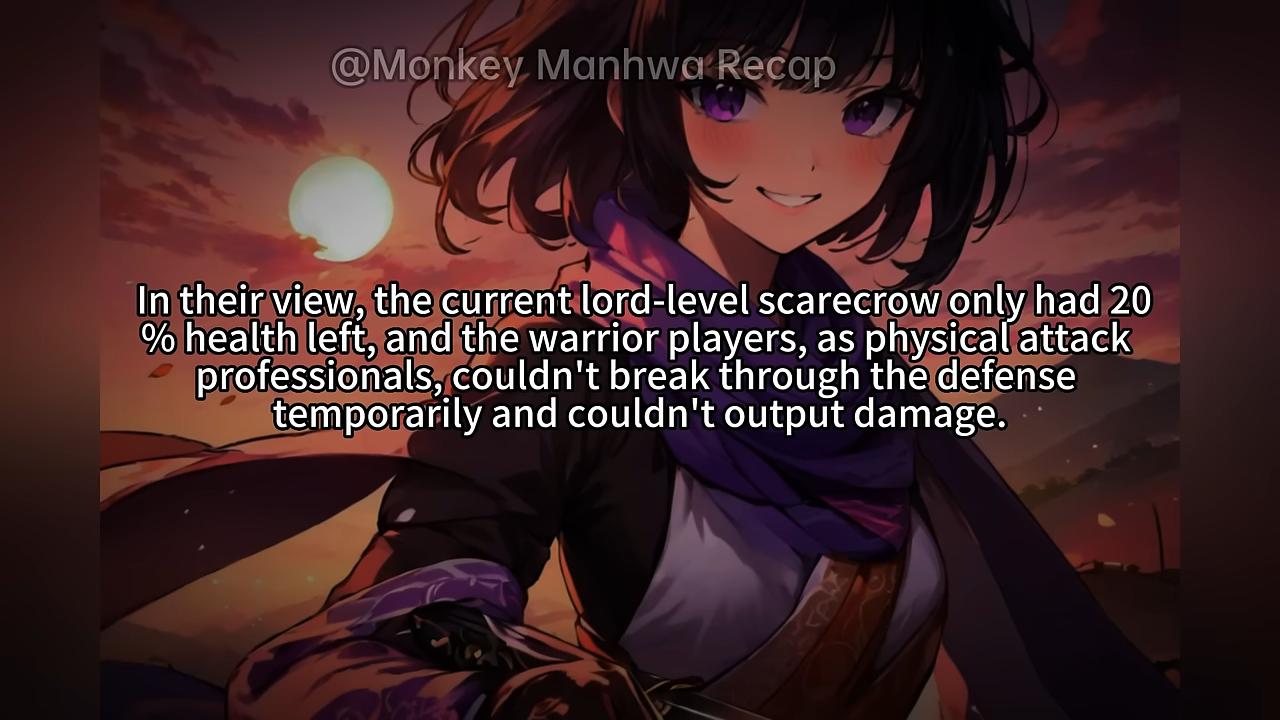 @Monkey Manhwa Recap
In their view, the current lord-level scarecrow only had 20
% health left, and the warrior players, as physical attack
professionals, couldn't break through the defense
temporarily and couldn't output damage.